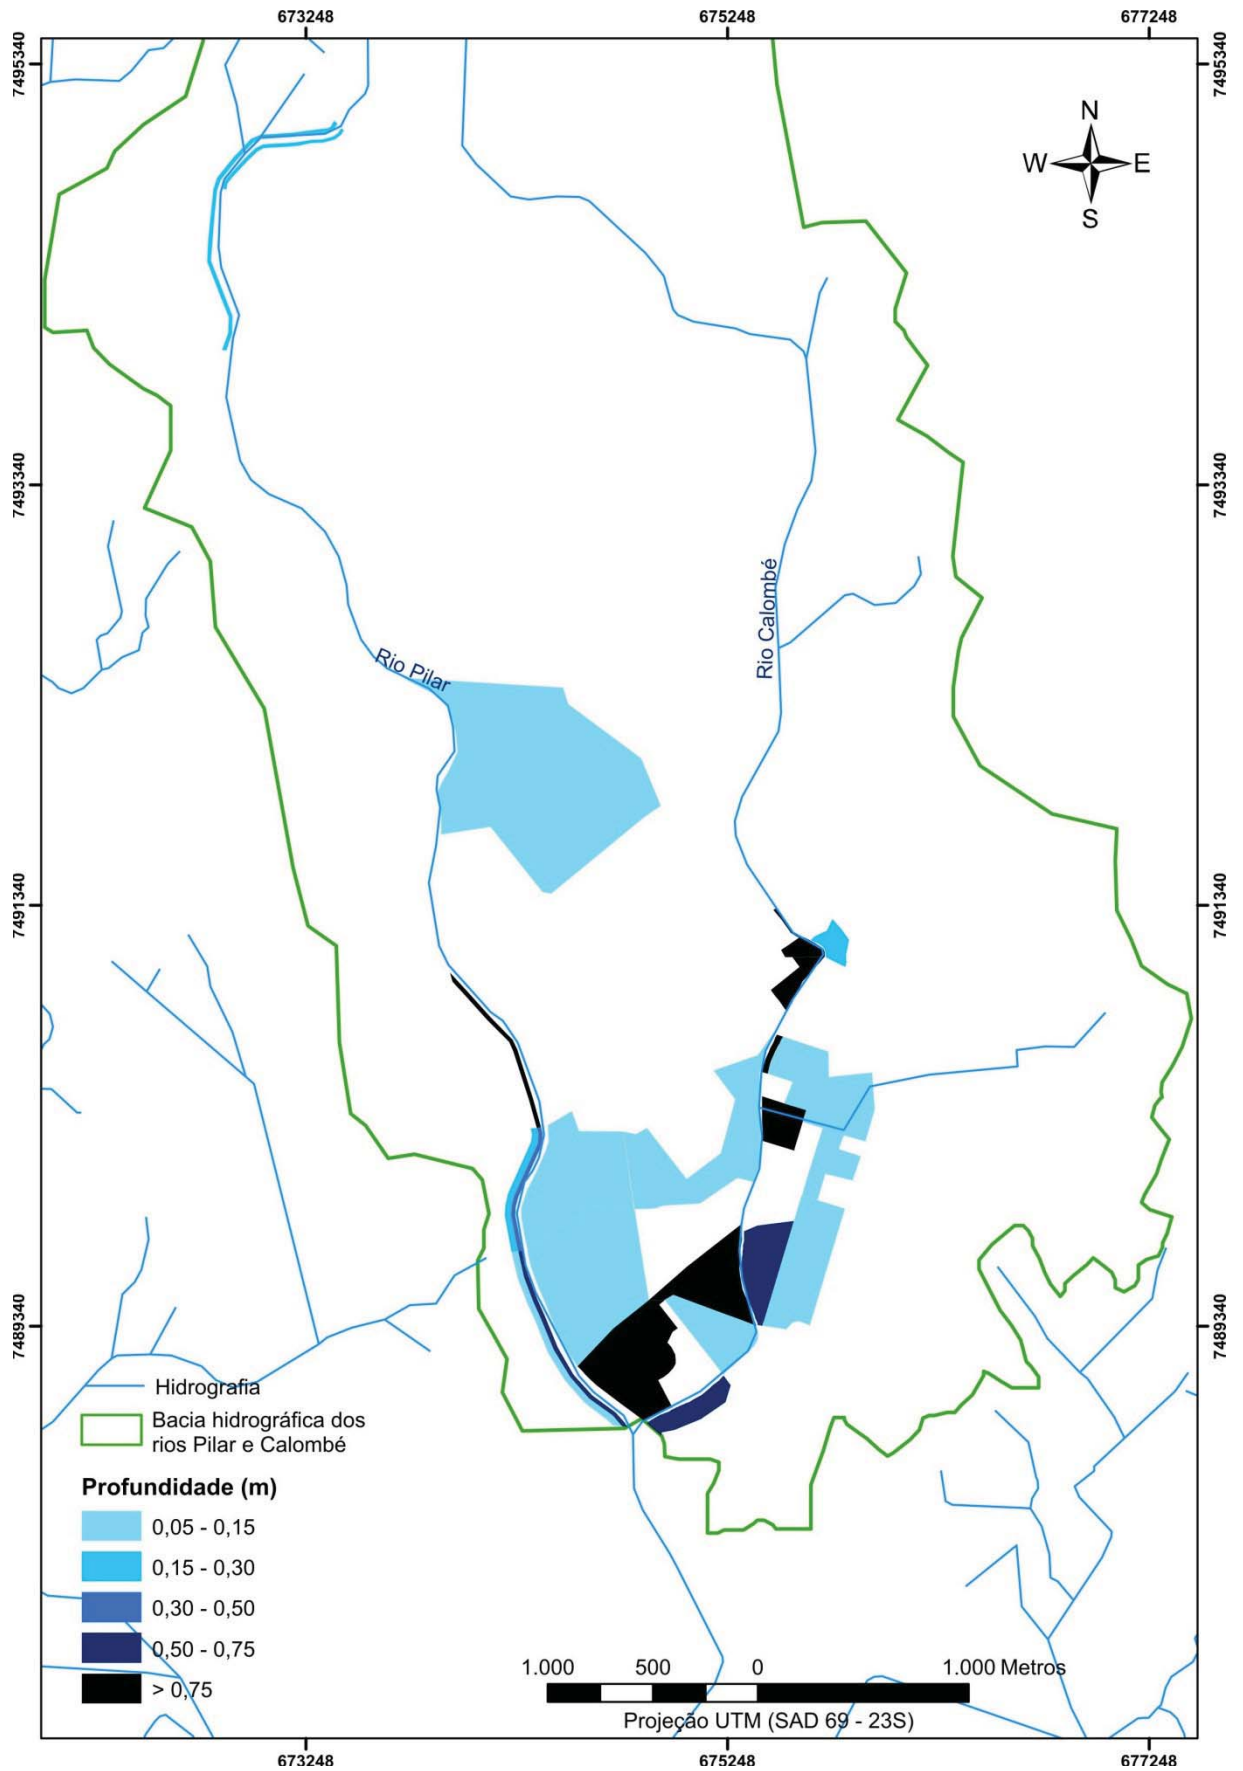 673248
675248
677248
7495340
7495340
N
W
E
S
7493340
7493340
Rio Calombé
Rio Pilar
7491340
7491340
7489340
7489340
Hidrografia
Bacia hidrográfica dos
rios Pilar e Calombé
Profundidade (m)
0,05 - 0,15
0,15 - 0,30
0,30 - 0,50
0,50 - 0,75
> 0,75
1.000 500 0 1.000 Metros
Projeção UTM (SAD 69 - 23S)
673248
675248
677248